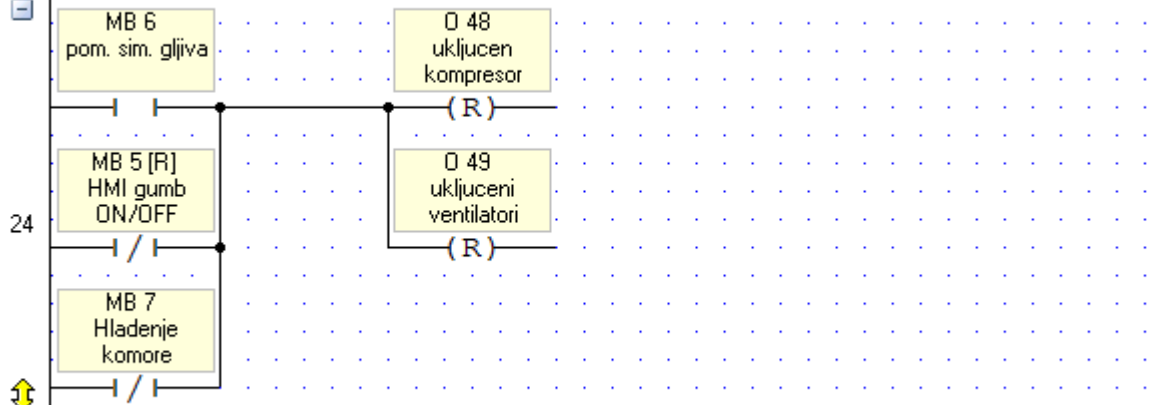 MB 6
pom. sim. gljiva
O 48
ukljucen
kompresor
( R )
MB 5 [R]
HMI gumb
ON/OFF
O 49
ukljuceni
ventilatori
24
( R )
MB 7
Hladenje
komore